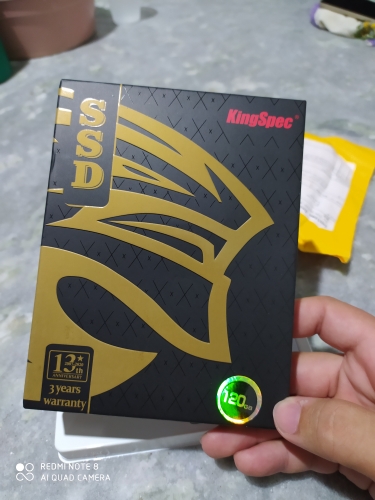 SSD
KingSpec®
13th
ANNIVERSARY
3 years
warranty
120GB
REDMI NOTE 8
AI QUAD CAMERA